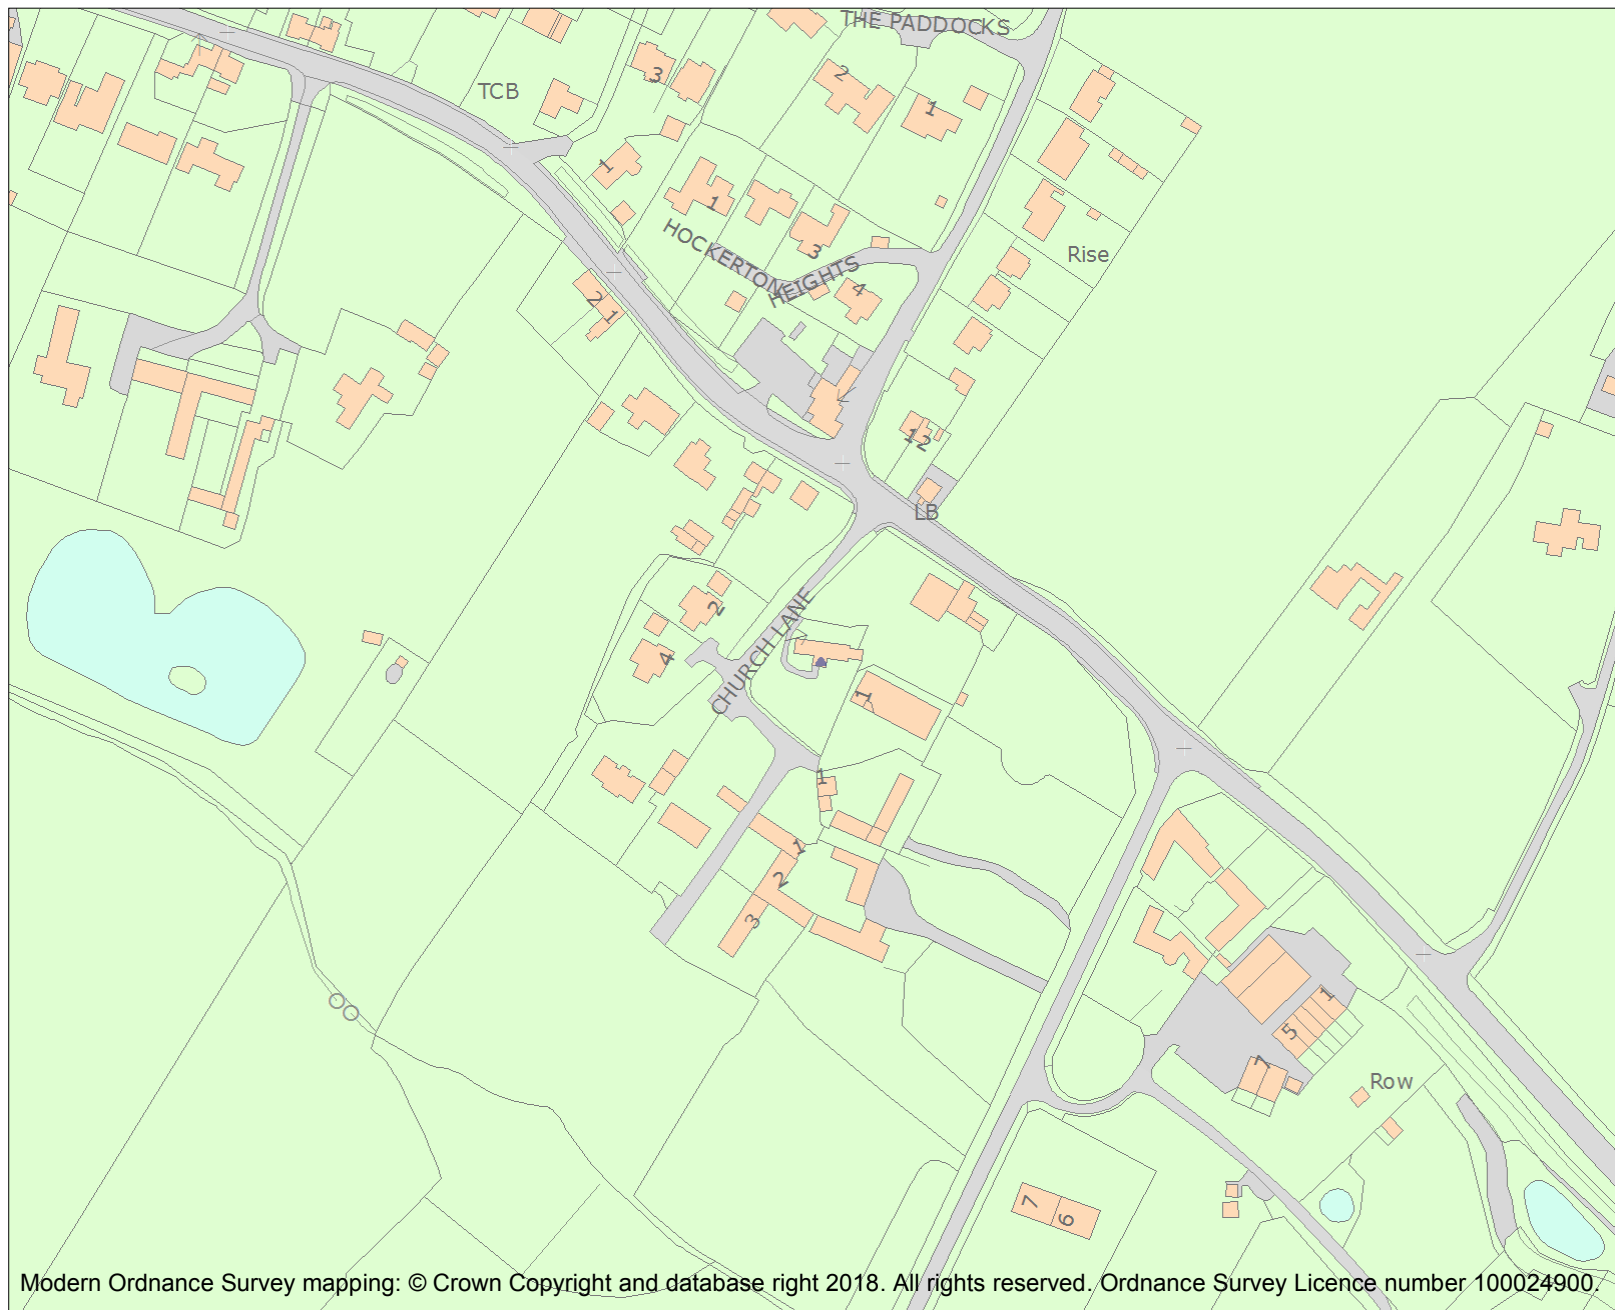 THE PADDOCKS
TCB
3
2
1
1
1
HOCKERTON
HEIGHTS
3
4
Rise
2
1
12
LB
2
4
CHURCH LANE
1
1
1
2
3
1
5
7
Row
7
6
Modern Ordnance Survey mapping: © Crown Copyright and database right 2018. All rights reserved. Ordnance Survey Licence number 100024900.